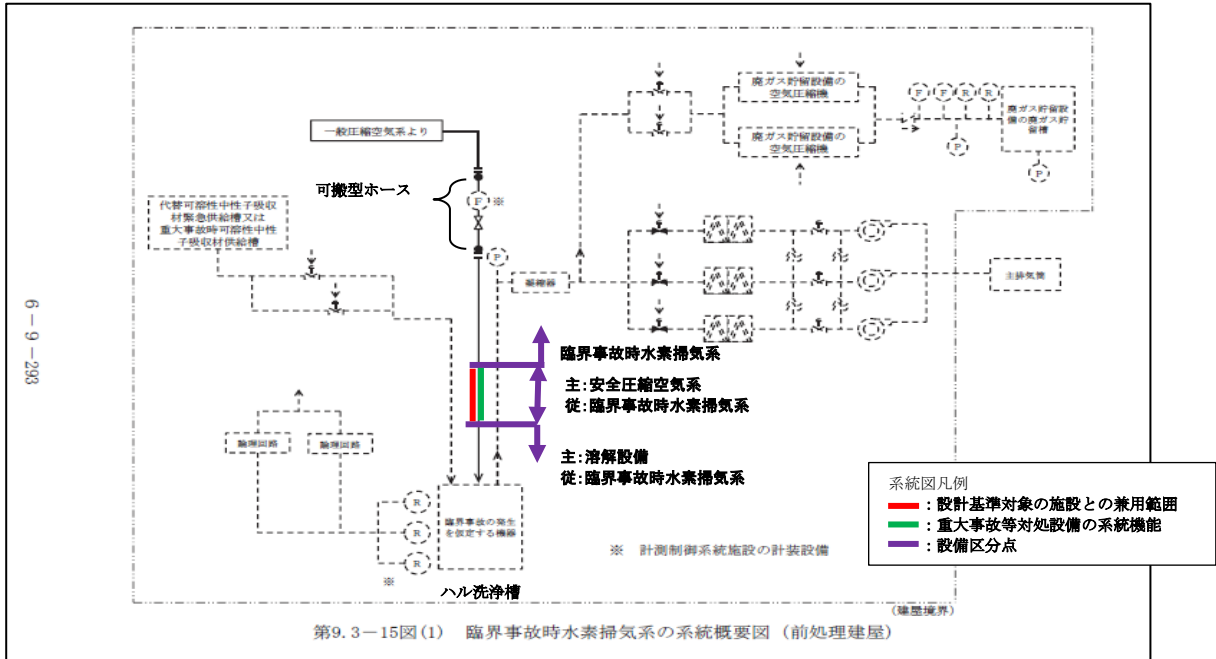 廃ガス貯留設備の
空気圧縮機
廃ガス貯留設備の
空気圧縮機
F
F
R
R
廃ガス貯留設
備の廃ガス貯
留槽
P
P
一般圧縮空気系より
可搬型ホース
F
※
代替可溶性中性子吸収
材緊急供給槽又は
重大事故時可溶性中性
子吸収材供給槽
P
凝縮器
主排気筒
6-9-293
臨界事故時水素掃気系
主:安全圧縮空気系
従:臨界事故時水素掃気系
主:溶解設備
従:臨界事故時水素掃気系
論理回路
論理回路
R
R
R
※
臨界事故の発生
を仮定する機器
ハル洗浄槽
※ 計測制御系統施設の計装設備
系統図凡例
:設計基準対象の施設との兼用範囲
:重大事故等対処設備の系統機能
:設備区分点
(建屋境界)
第9.3-15図(1) 臨界事故時水素掃気系の系統概要図(前処理建屋)